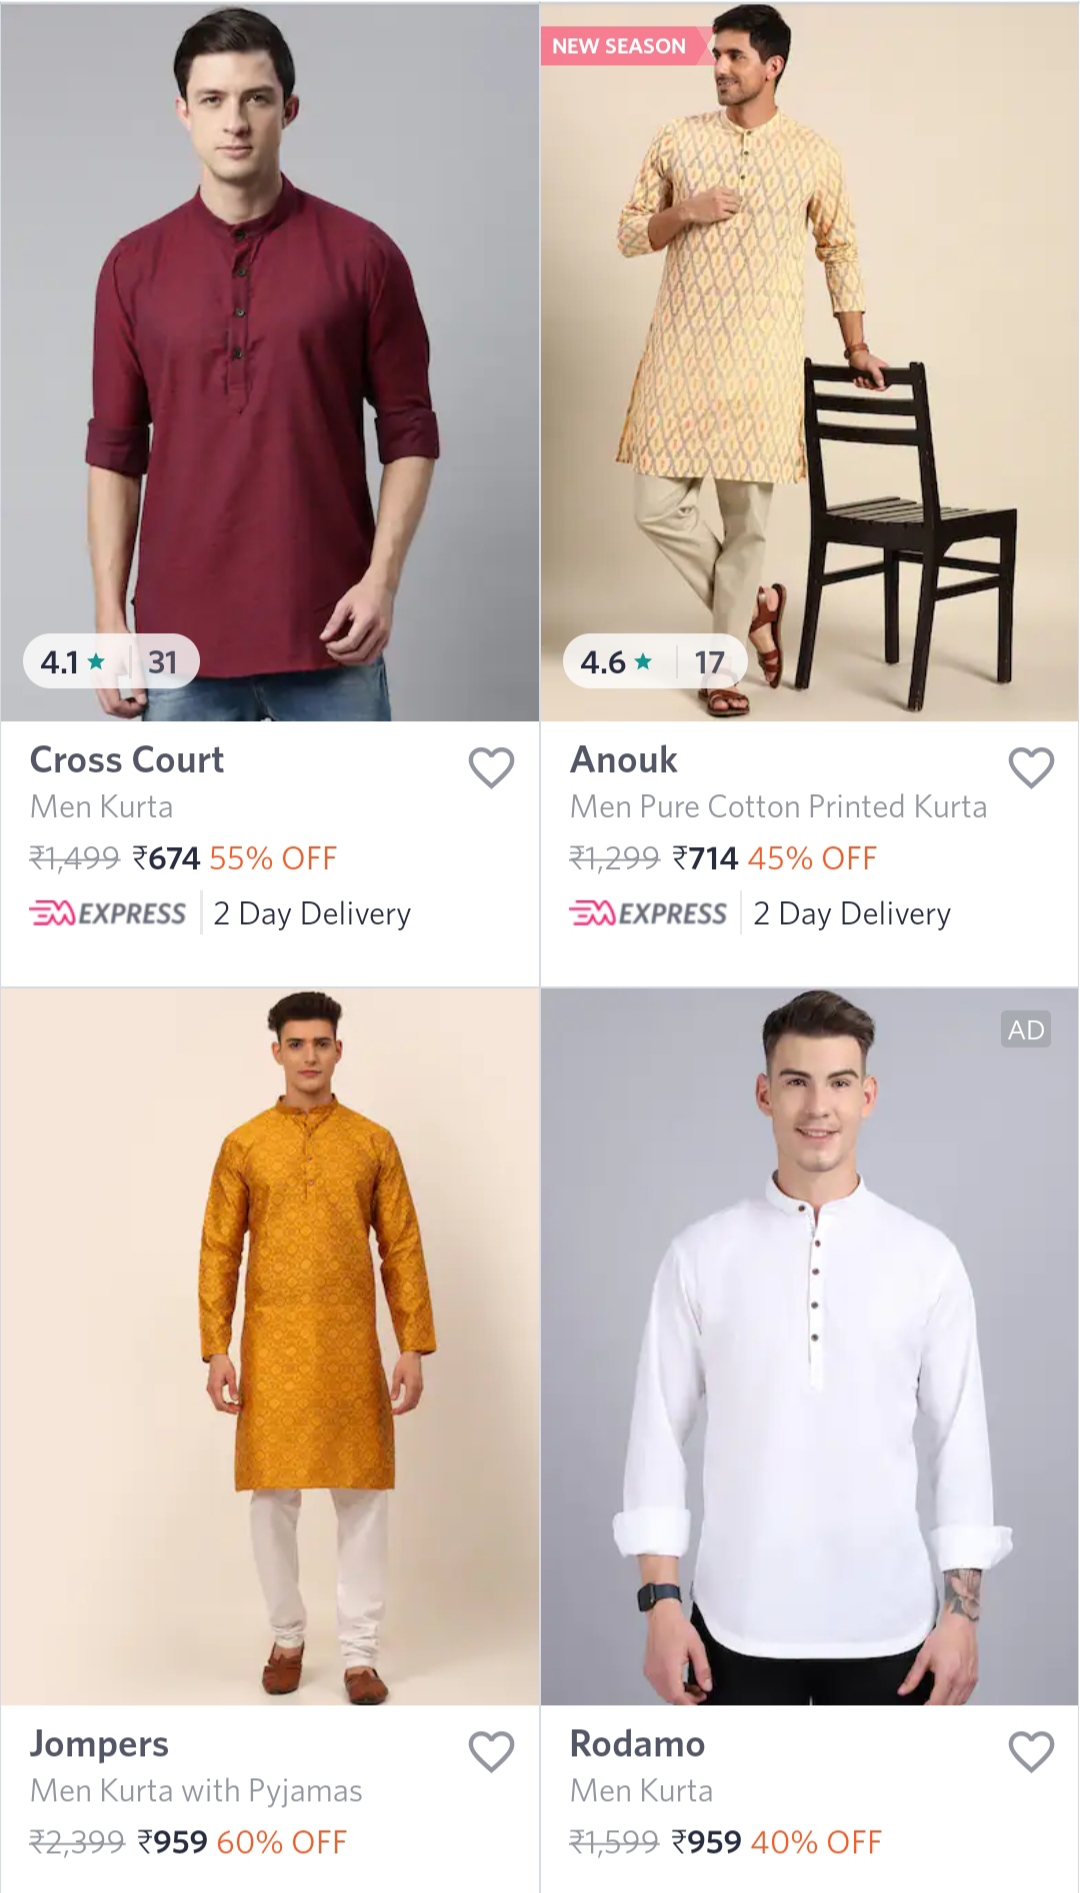 NEW SEASON
4.1 ★ | 31
4.6 ★ | 17
Cross Court
Men Kurta
₹1,499 ₹674 55% OFF
EXPRESS | 2 Day Delivery
Anouk
Men Pure Cotton Printed Kurta
₹1,299 ₹714 45% OFF
EXPRESS | 2 Day Delivery
AD
Jompers
Men Kurta with Pyjamas
₹2,399 ₹959 60% OFF
Rodamo
Men Kurta
₹1,599 ₹959 40% OFF